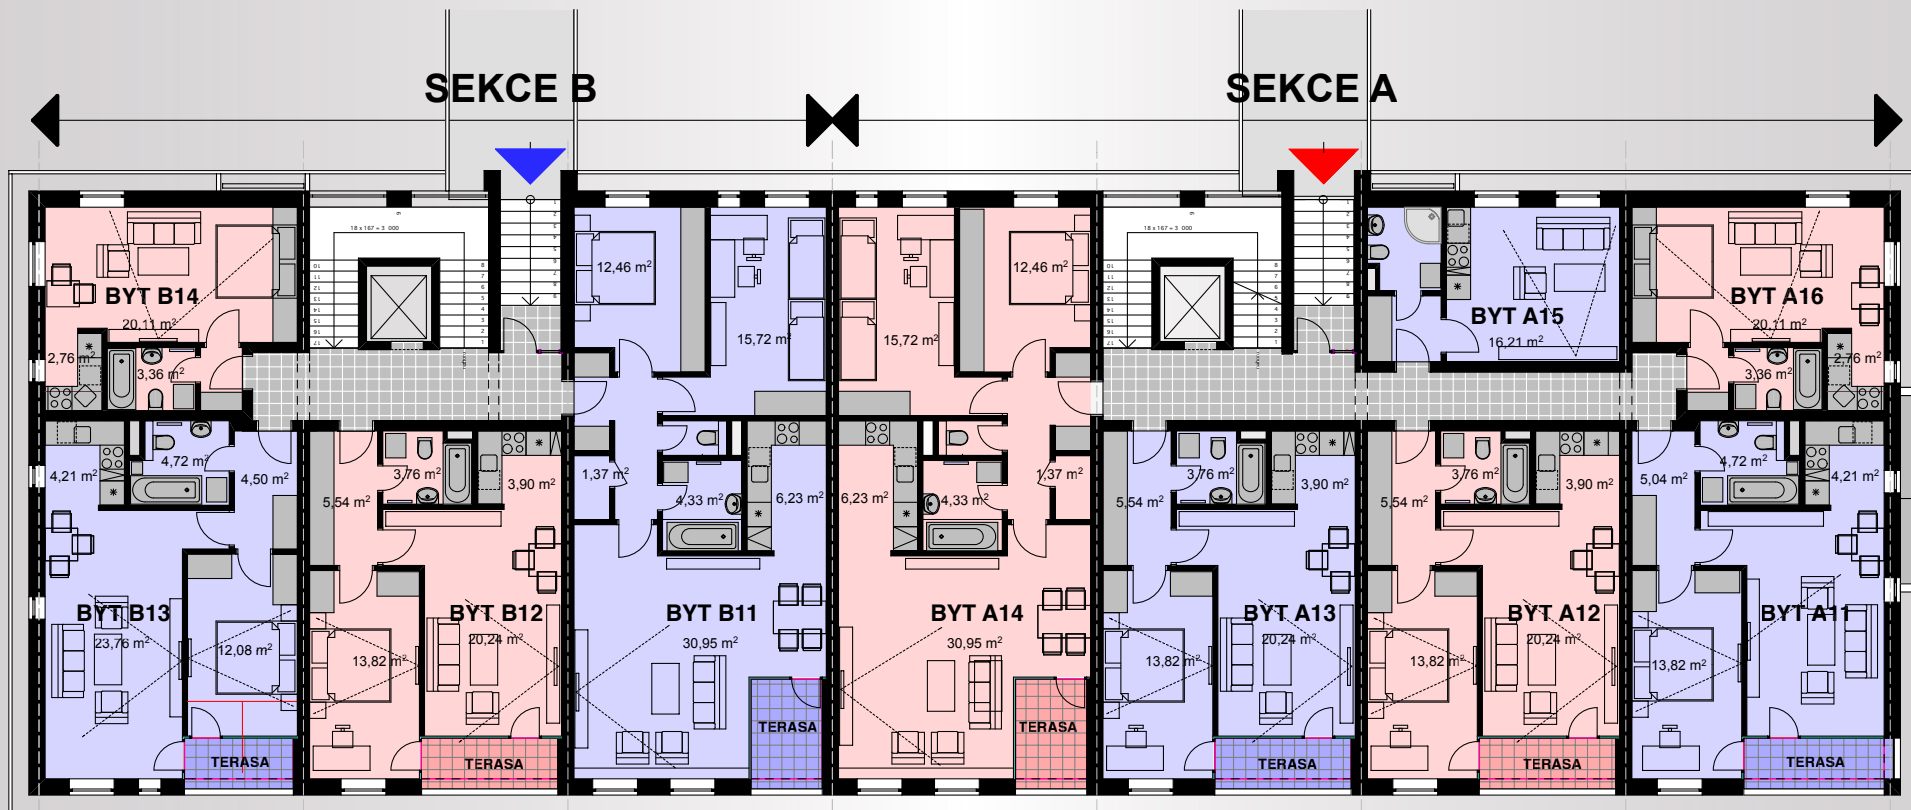 SEKCE B
SEKCE A
18 x 167 = 3 000
18 x 167 = 3 000
12,46 m²
12,46 m²
BYT B14
20,11 m²
15,72 m²
15,72 m²
BYT A15
16,21 m²
BYT A16
20,11 m²
2,76 m²
3,36 m²
3,36 m²
2,76 m²
4,21 m²
4,72 m²
4,50 m²
5,54 m²
3,76 m²
3,90 m²
1,37 m²
4,33 m²
6,23 m²
6,23 m²
4,33 m²
1,37 m²
5,54 m²
3,76 m²
3,90 m²
5,54 m²
3,76 m²
3,90 m²
5,04 m²
4,72 m²
4,21 m²
BYT B13
23,76 m²
12,08 m²
BYT B12
20,24 m²
13,82 m²
BYT B11
30,95 m²
BYT A14
30,95 m²
BYT A13
20,24 m²
13,82 m²
BYT A12
20,24 m²
13,82 m²
BYT A11
13,82 m²
TERASA
TERASA
TERASA
TERASA
TERASA
TERASA
TERASA